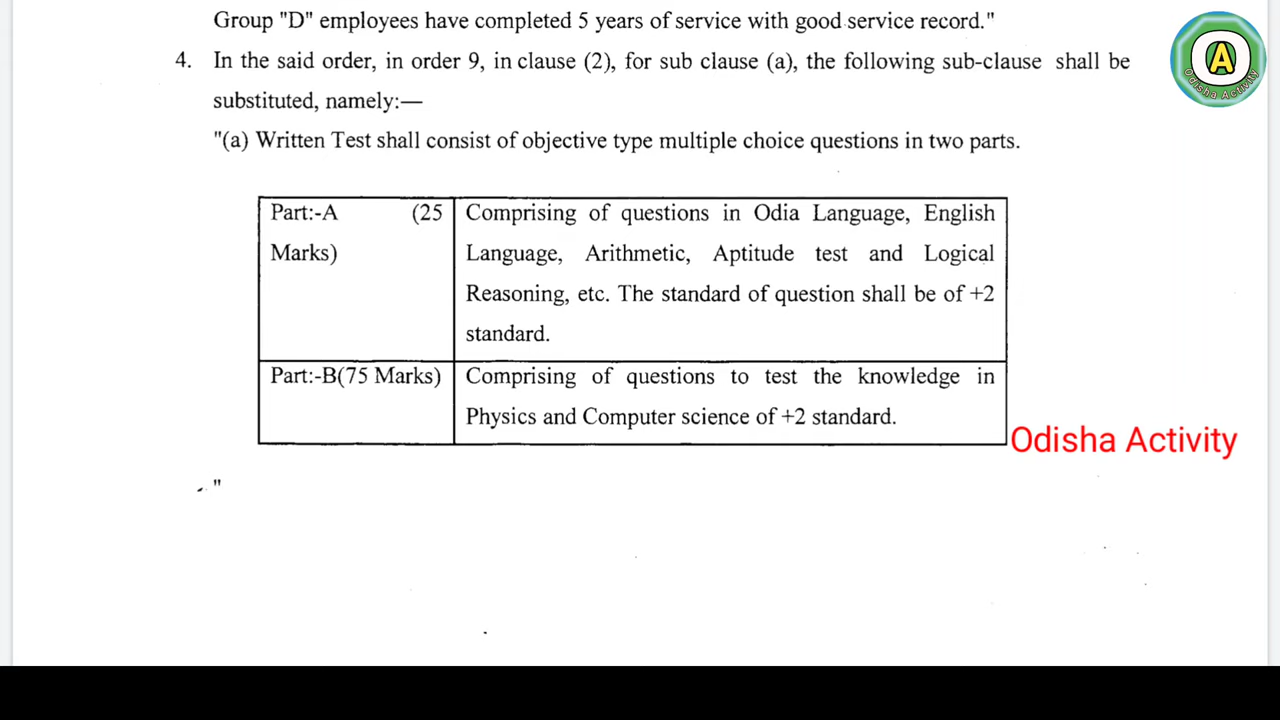 Group "D" employees have completed 5 years of service with good service record."
4. In the said order, in order 9, in clause (2), for sub clause (a), the following sub-clause shall be
substituted, namely:—
"(a) Written Test shall consist of objective type multiple choice questions in two parts.
Part:-A (25
Marks)
Comprising of questions in Odia Language, English
Language, Arithmetic, Aptitude test and Logical
Reasoning, etc. The standard of question shall be of +2
standard.
Part:-B(75 Marks)
Comprising of questions to test the knowledge in
Physics and Computer science of +2 standard.
"
A
Odisha Activity
Odisha Activity